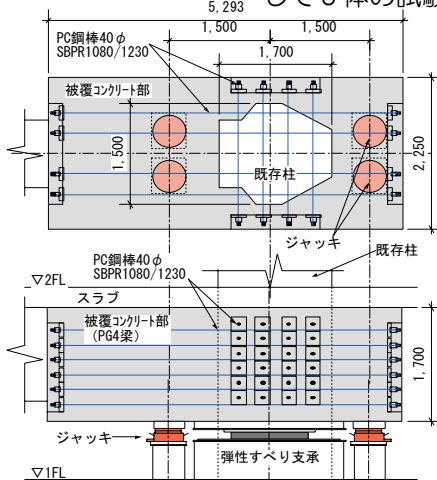 5,293
1,500
1,500
PC鋼棒40φ
SBPR1080/1230
1,700
被覆コンクリート部
1,500
既存柱
2,250
ジャッキ
PC鋼棒40φ
SBPR1080/1230
既存柱
▽2FL
スラブ
被覆コンクリート部
(PG4梁)
1,700
ジャッキ
弾性すべり支承
▽1FL